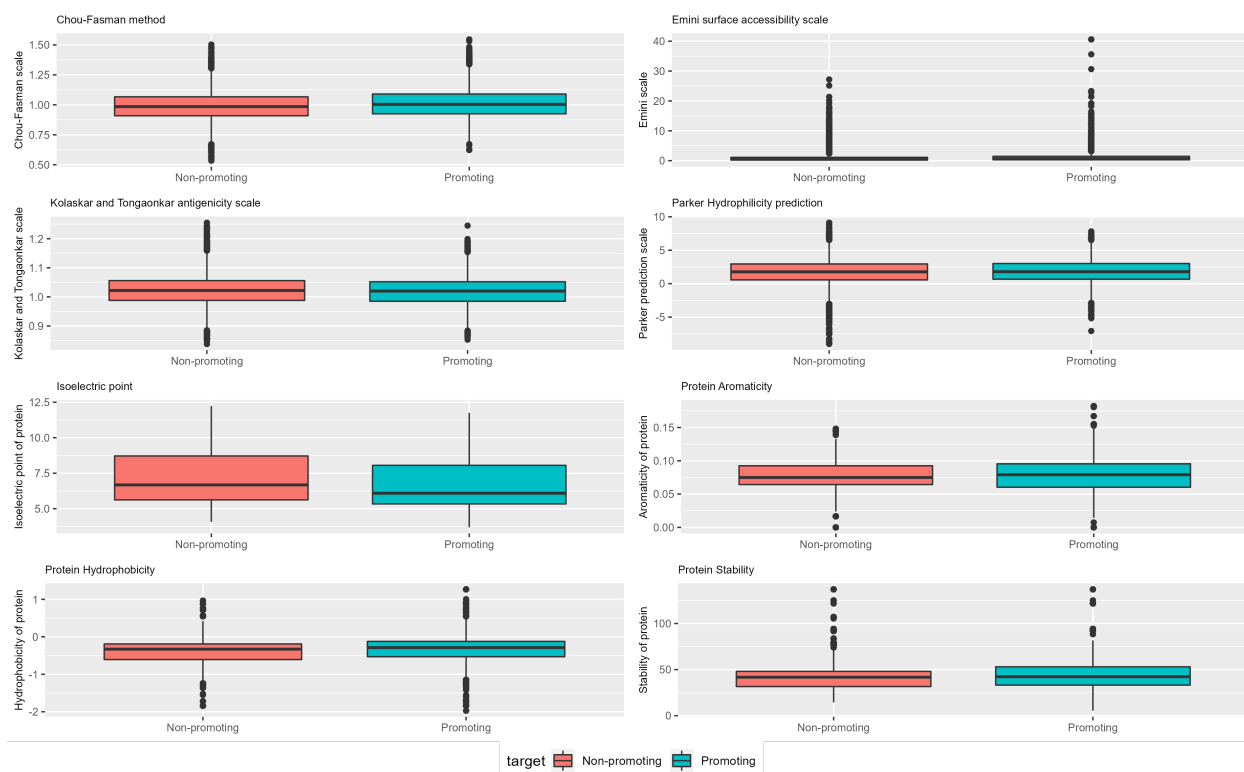 Chou-Fasman method
Chou-Fasman scale
1.50
1.25
1.00
0.75
0.50
Non-promoting
Promoting
Emini surface accessibility scale
Emini scale
40
30
20
10
0
Non-promoting
Promoting
Kolaskar and Tongaonkar antigenicity scale
Kolaskar and Tongaonkar scale
1.2
1.1
1.0
0.9
Non-promoting
Promoting
Parker Hydrophilicity prediction
Parker prediction scale
10
5
0
-5
Non-promoting
Promoting
Isoelectric point
Isoelectric point of protein
12.5
10.0
7.5
5.0
Non-promoting
Promoting
Protein Aromaticity
Aromaticity of protein
0.15
0.10
0.05
0.00
Non-promoting
Promoting
Protein Hydrophobicity
Hydrophobicity of protein
1
0
-1
-2
Non-promoting
Promoting
Protein Stability
Stability of protein
100
50
0
Non-promoting
Promoting
target Non-promoting Promoting